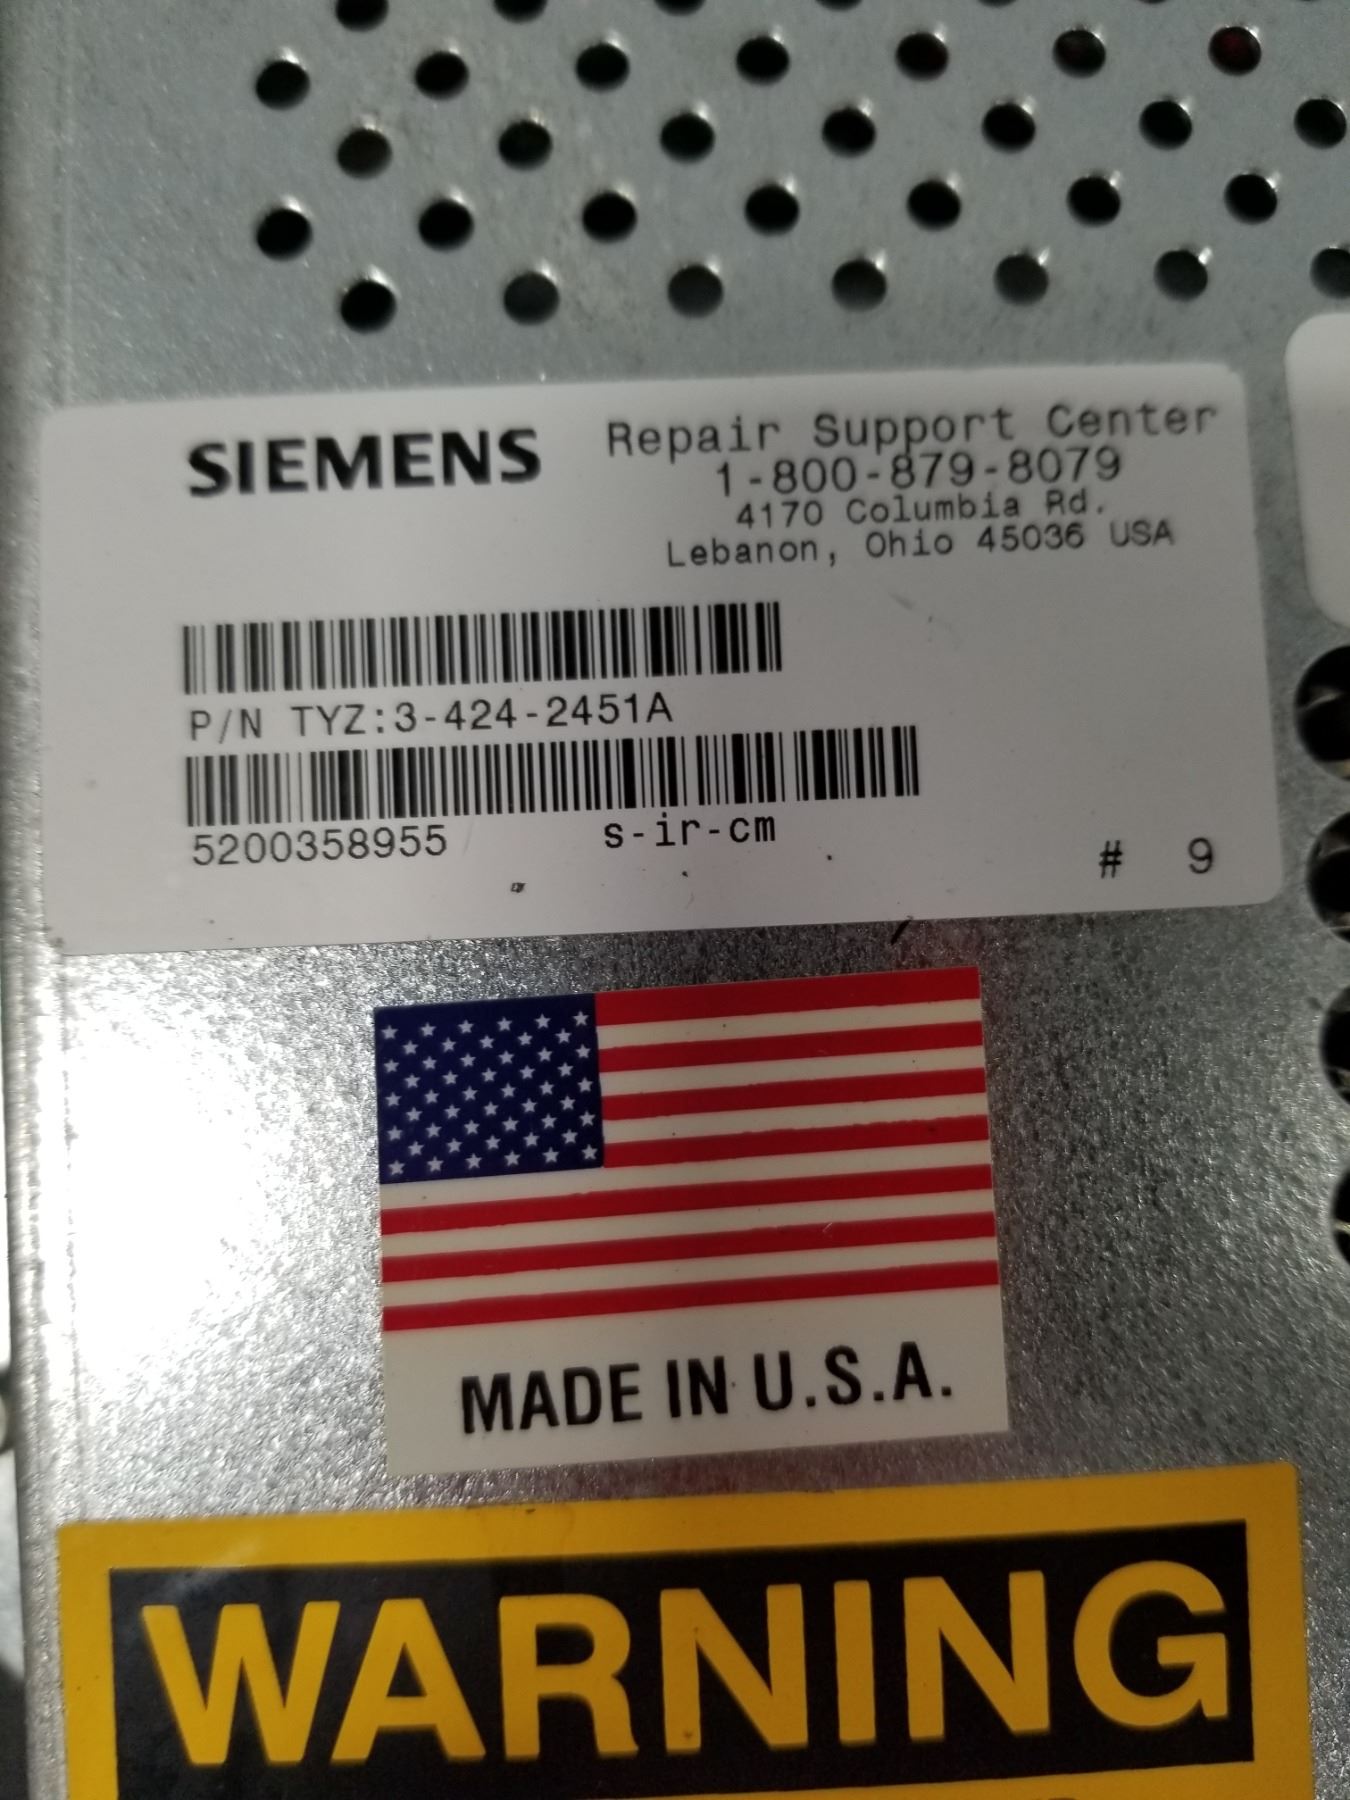 SIEMENS
Repair Support Center
1-800-879-8079
4170 Columbia Rd.
Lebanon, Ohio 45036 USA
P/N TYZ:3-424-2451A
5200358955 s-ir-cm
# 9
MADE IN U.S.A.
WARNING